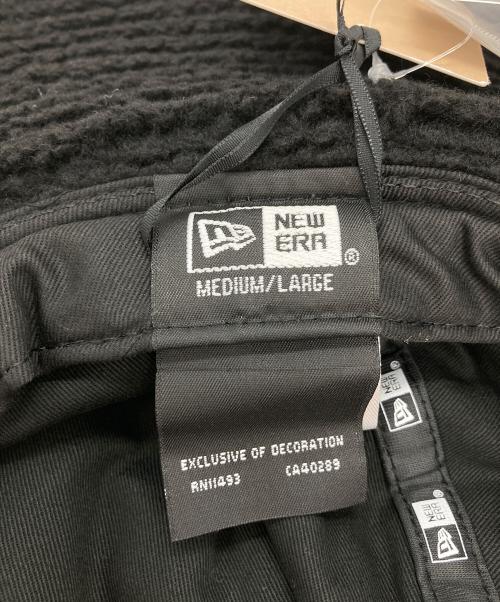 NEW
ERA
®
MEDIUM/LARGE
EXCLUSIVE OF DECORATION
RN11493 CA40289
NEW
ERA
NEW
ERA